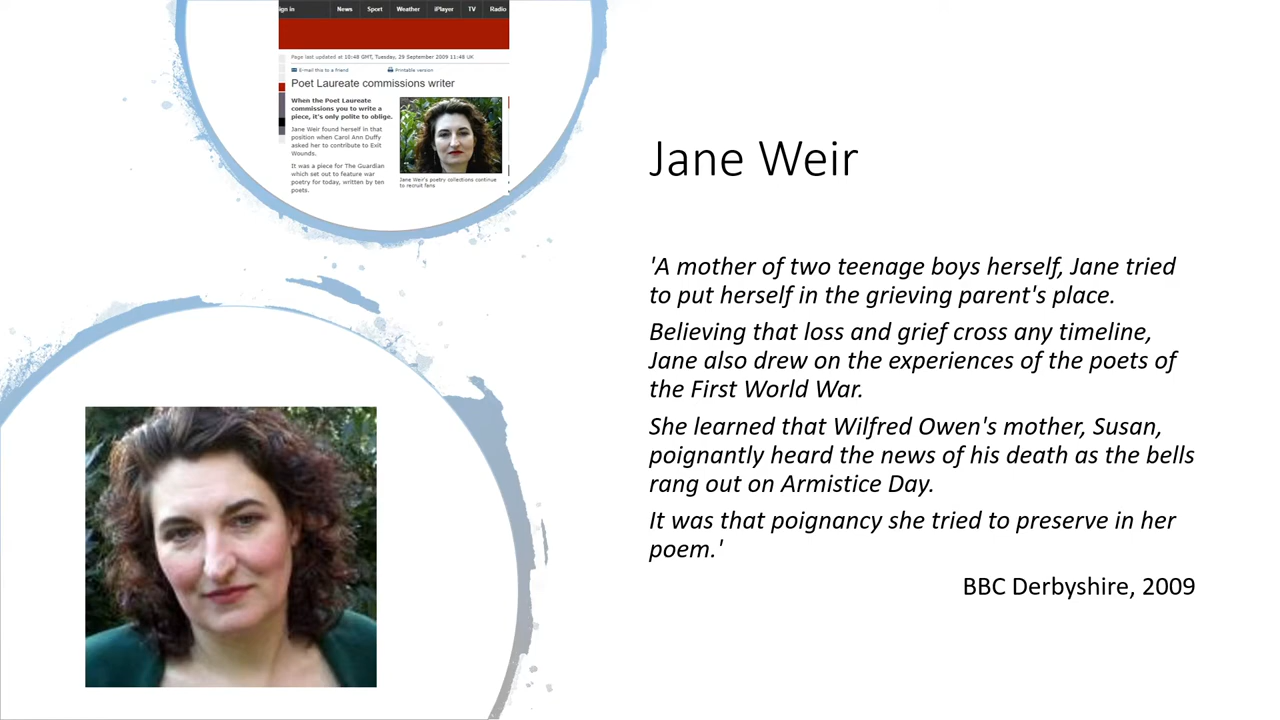 ign in News Sport Weather iPlayer TV Radio
Page last updated at 10:48 GMT, Tuesday, 29 September 2009 11:48 UK
E-mail this to a friend Printable version
Poet Laureate commissions writer
When the Poet Laureate
commissions you to write a
piece, it's only polite to oblige.
Jane Weir found herself in that
position when Carol Ann Duffy
asked her to contribute to Exit
Wounds.
It was a piece for The Guardian
which set out to feature war
poetry for today, written by ten
poets.
Jane Weir's poetry collections continue
to recruit fans
Jane Weir
'A mother of two teenage boys herself, Jane tried
to put herself in the grieving parent's place.
Believing that loss and grief cross any timeline,
Jane also drew on the experiences of the poets of
the First World War.
She learned that Wilfred Owen's mother, Susan,
poignantly heard the news of his death as the bells
rang out on Armistice Day.
It was that poignancy she tried to preserve in her
poem.'
BBC Derbyshire, 2009